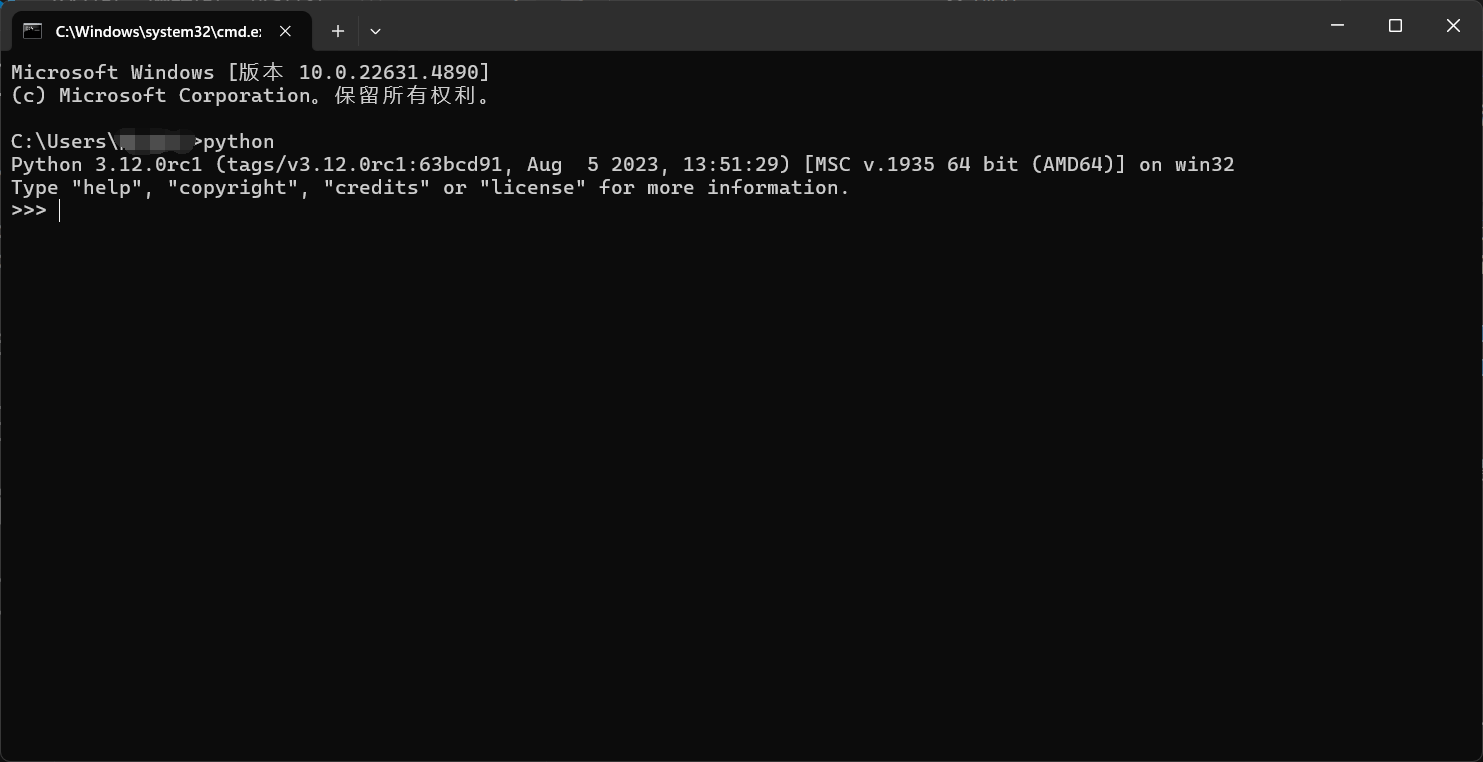 C:\Windows\system32\cmd.e
Microsoft Windows [版本 10.0.22631.4890]
(c) Microsoft Corporation。保留所有权利。
C:\Users\ >python
Python 3.12.0rc1 (tags/v3.12.0rc1:63bcd91, Aug  5 2023, 13:51:29) [MSC v.1935 64 bit (AMD64)] on win32
Type "help", "copyright", "credits" or "license" for more information.
>>>